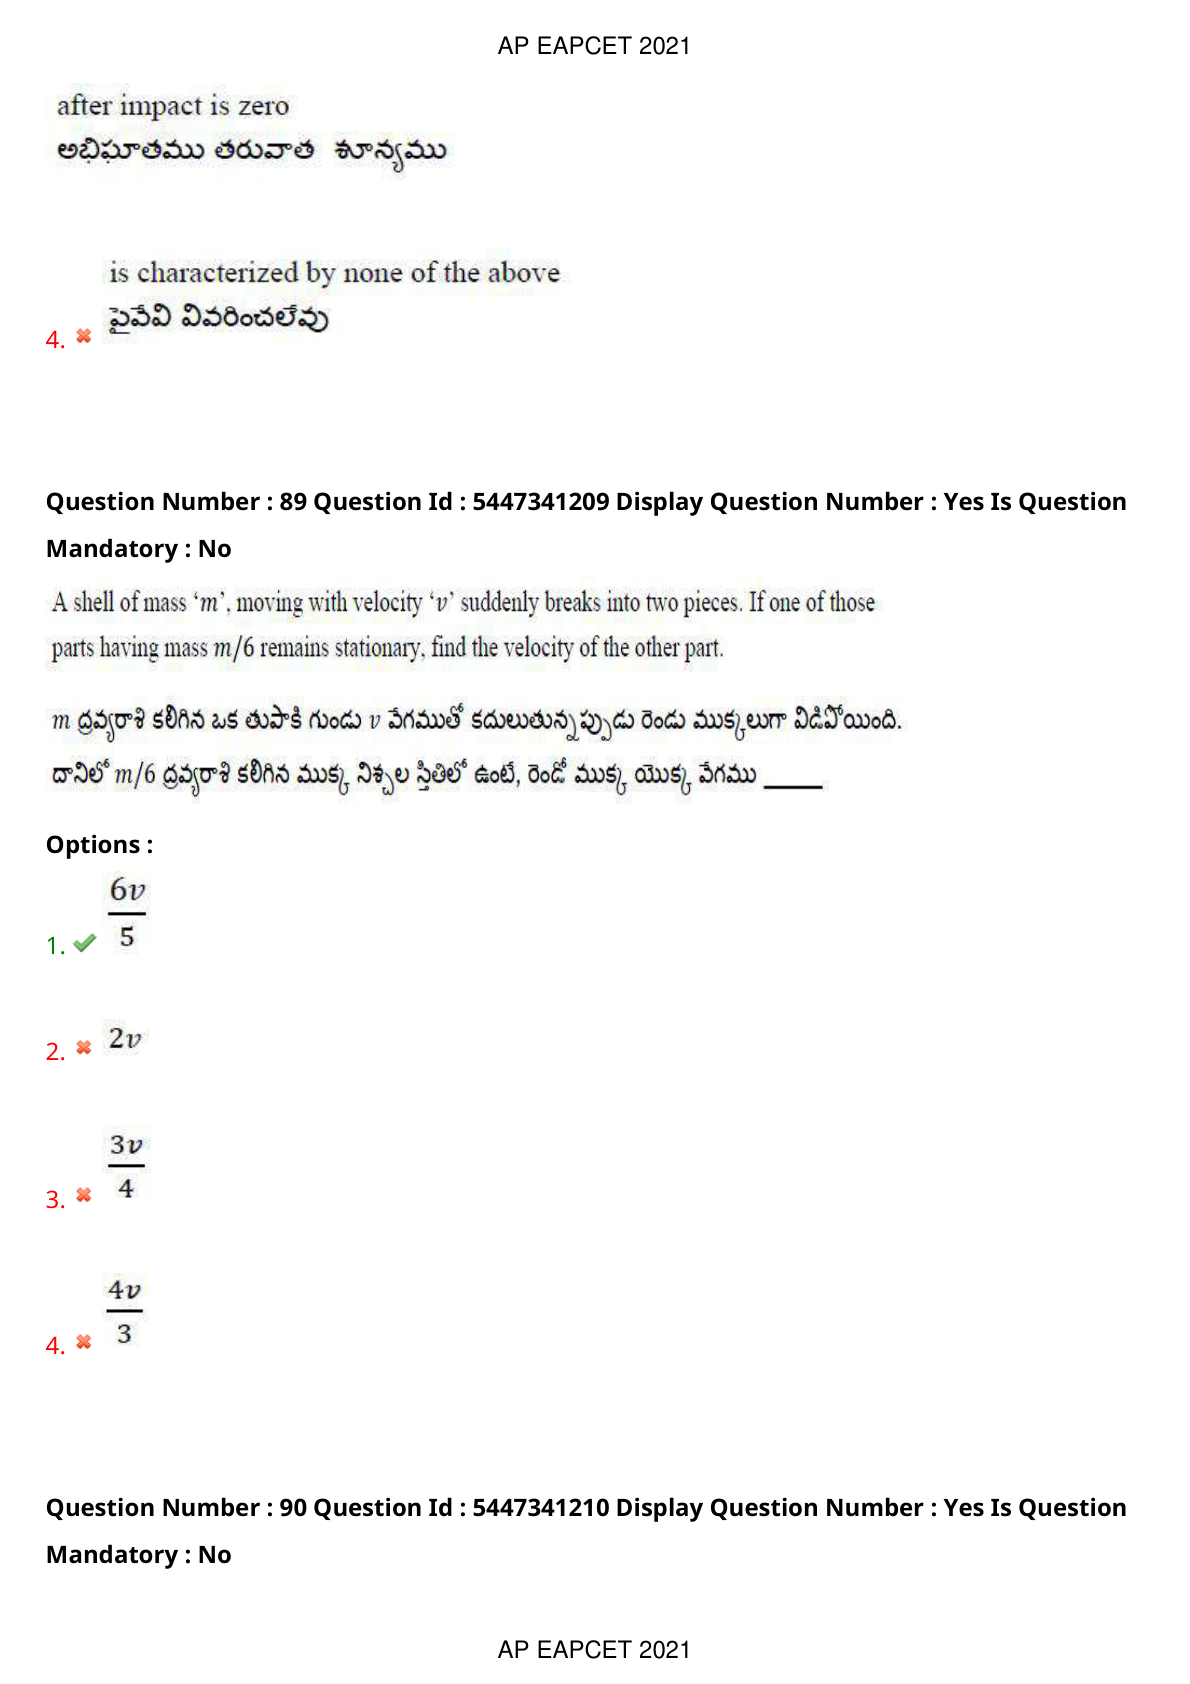 AP EAPCET 2021
after impact is zero
అభిఘాతము తరువాత శూన్యము
is characterized by none of the above
పైవేవి వివరించలేవు
4.
Question Number : 89 Question Id : 5447341209 Display Question Number : Yes Is Question
Mandatory : No
A shell of mass ‘m’, moving with velocity ‘v’ suddenly breaks into two pieces. If one of those
parts having mass m/6 remains stationary, find the velocity of the other part.
m ద్రవ్యరాశి కలిగిన ఒక తుపాకి గుండు v వేగముతో కదులుతున్నప్పుడు రెండు ముక్కలుగా విడిపోయింది.
దానిలో m/6 ద్రవ్యరాశి కలిగిన ముక్క నిశ్చల స్తితిలో ఉంటే, రెండో ముక్క యొక్క వేగము _____
Options :
1. 6v/5
2. 2v
3. 3v/4
4. 4v/3
Question Number : 90 Question Id : 5447341210 Display Question Number : Yes Is Question
Mandatory : No
AP EAPCET 2021